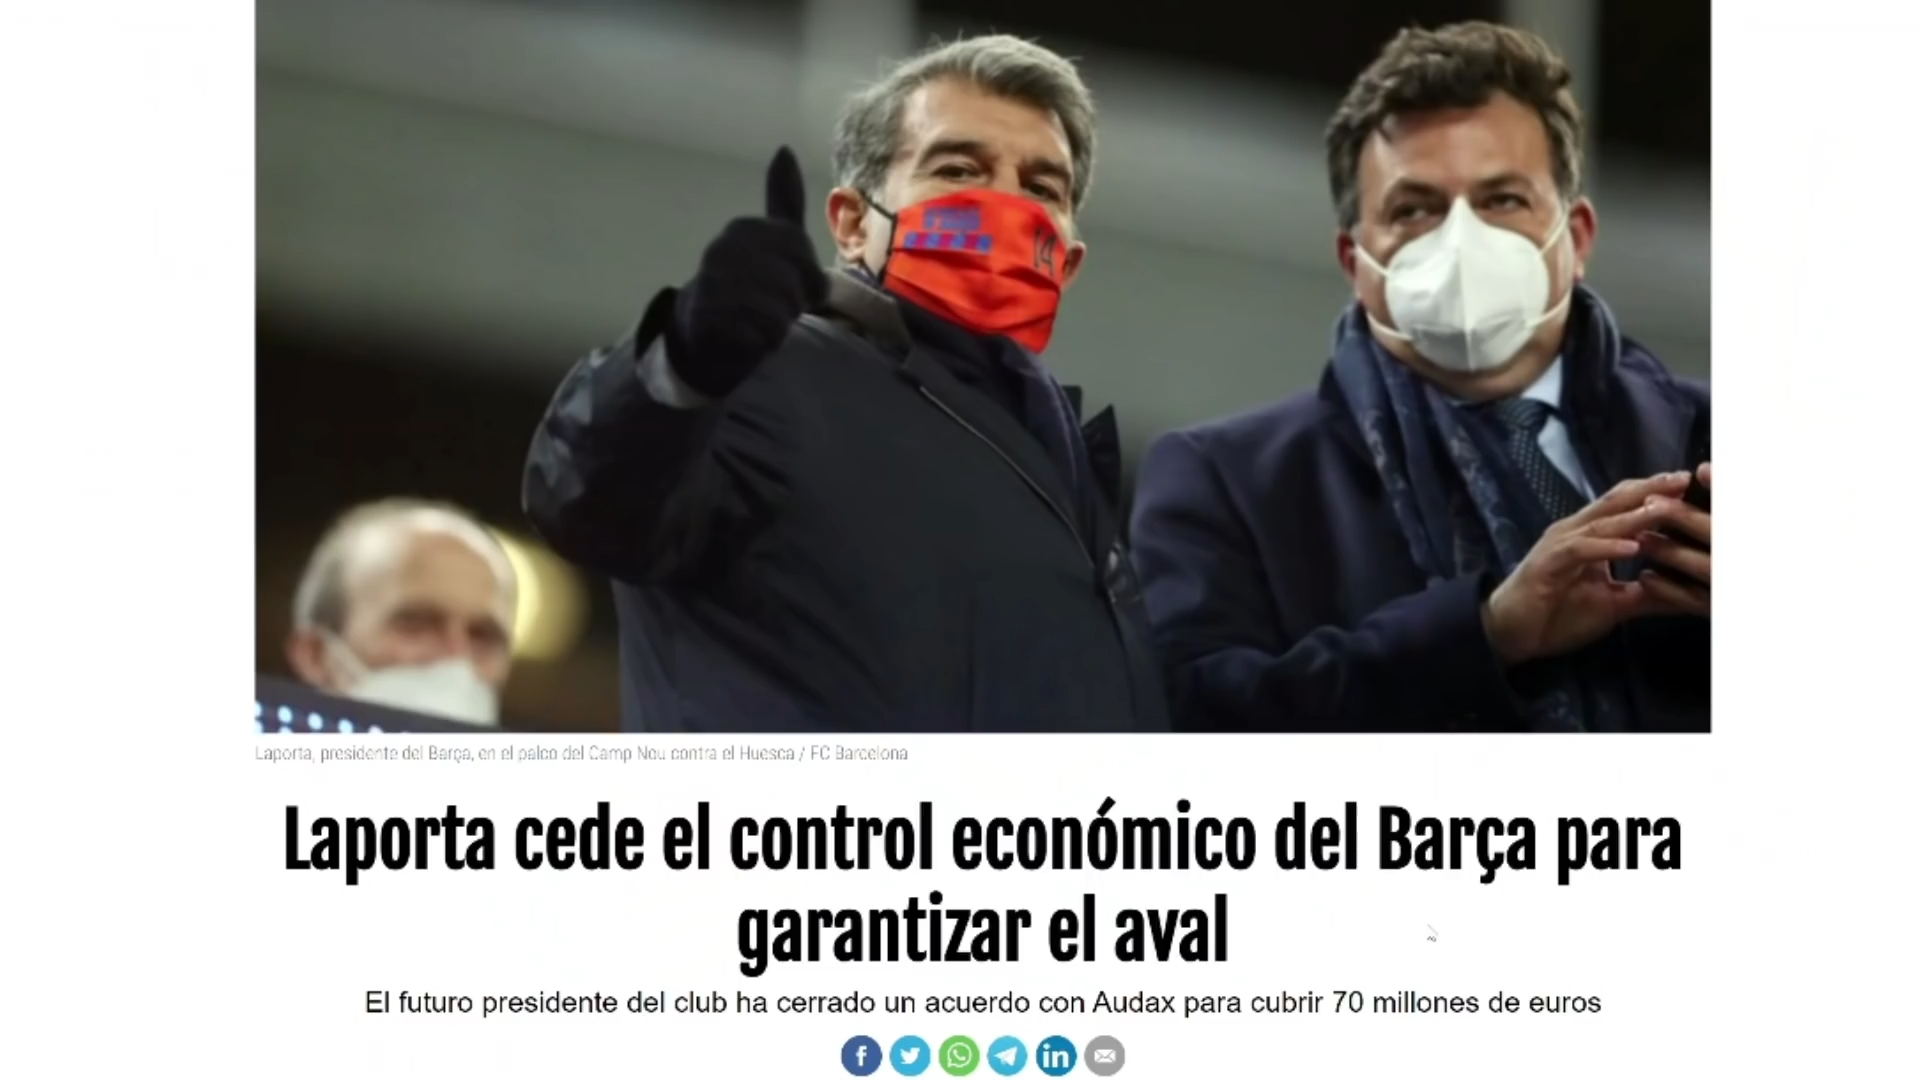 14
Laporta, presidente del Barça, en el palco del Camp Nou contra el Huesca / FC Barcelona
Laporta cede el control económico del Barça para
garantizar el aval
El futuro presidente del club ha cerrado un acuerdo con Audax para cubrir 70 millones de euros
f
in